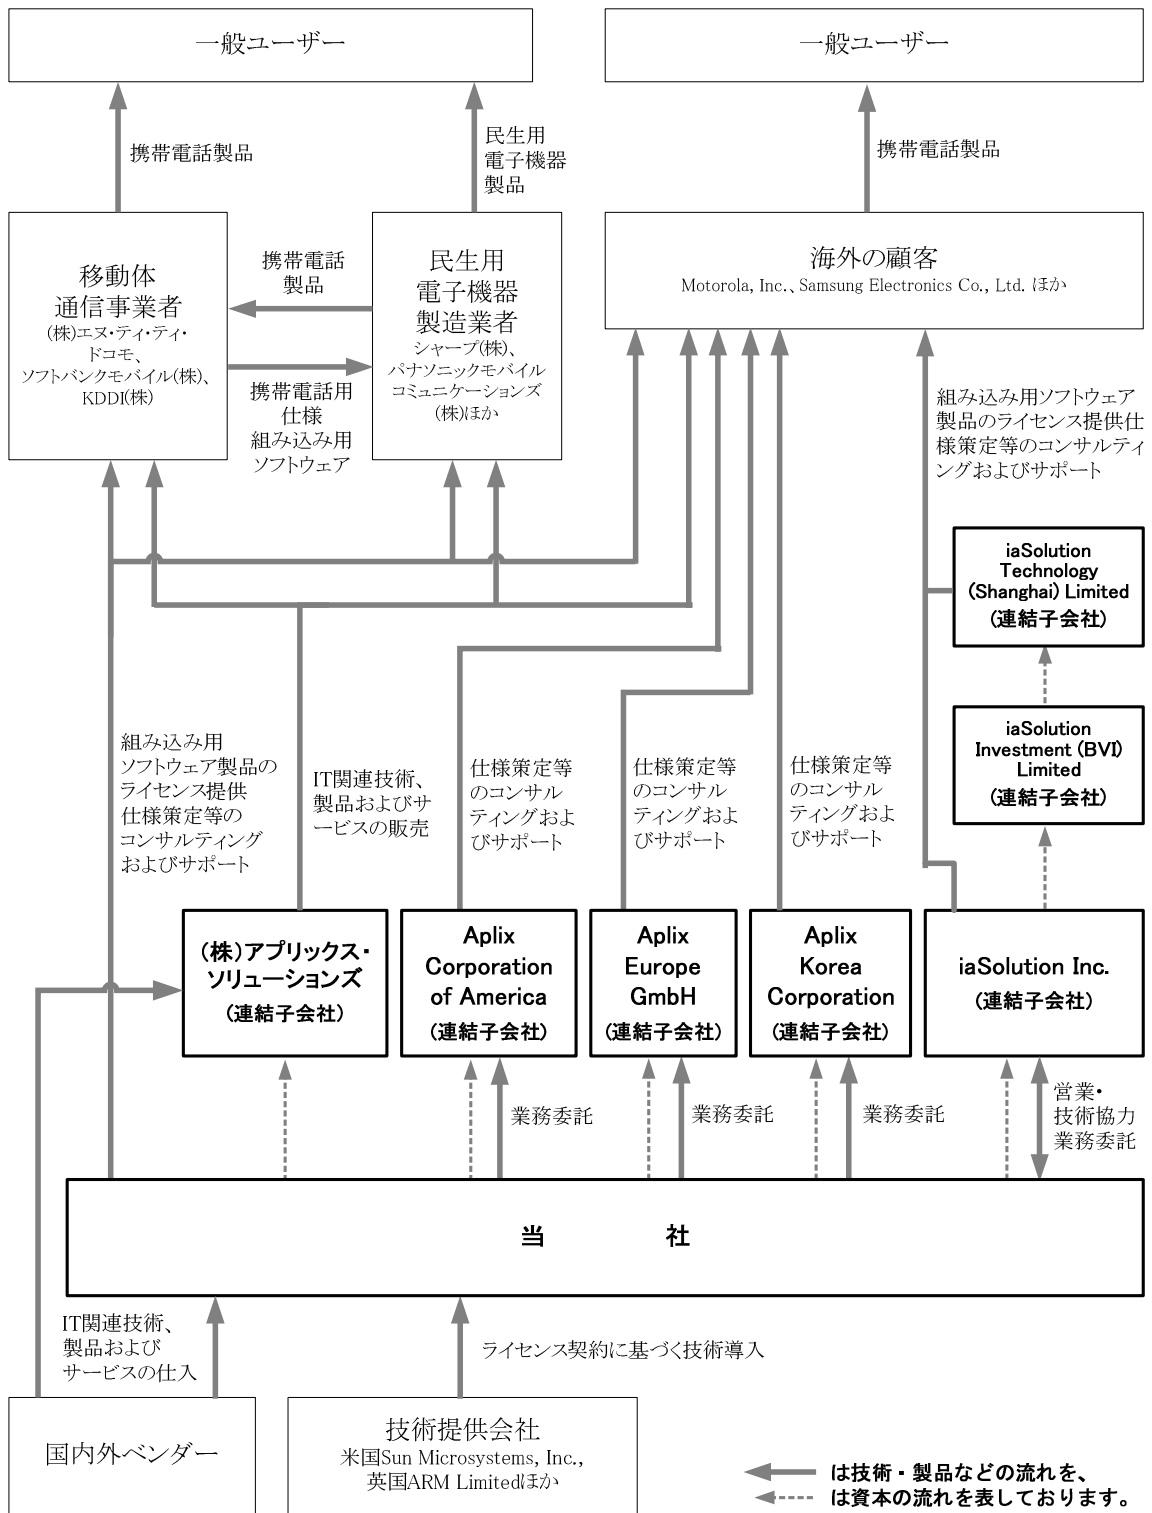 一般ユーザー
一般ユーザー
携帯電話製品
民生用
電子機器
製品
携帯電話製品
移動体
通信事業者
(株)エヌ・ティ・ティ・
ドコモ、
ソフトバンクモバイル(株)、
KDDI(株)
携帯電話
製品
携帯電話用
仕様
組み込み用
ソフトウェア
民生用
電子機器
製造業者
シャープ(株)、
パナソニックモバイル
コミュニケーションズ
(株)ほか
海外の顧客
Motorola, Inc.、Samsung Electronics Co., Ltd. ほか
組み込み用ソフトウェア
製品のライセンス提供仕
様策定等のコンサルティ
ングおよびサポート
iaSolution
Technology
(Shanghai) Limited
(連結子会社)
iaSolution
Investment (BVI)
Limited
(連結子会社)
組み込み用
ソフトウェア製品の
ライセンス提供
仕様策定等の
コンサルティング
およびサポート
IT関連技術、
製品およびサ
ービスの販売
仕様策定等
のコンサル
ティングおよ
びサポート
仕様策定等
のコンサル
ティングおよ
びサポート
仕様策定等
のコンサル
ティングおよ
びサポート
(株)アプリックス・
ソリューションズ
(連結子会社)
Aplix
Corporation
of America
(連結子会社)
Aplix
Europe
GmbH
(連結子会社)
Aplix
Korea
Corporation
(連結子会社)
iaSolution Inc.
(連結子会社)
業務委託
業務委託
業務委託
営業・
技術協力
業務委託
当 社
IT関連技術、
製品および
サービスの仕入
ライセンス契約に基づく技術導入
国内外ベンダー
技術提供会社
米国Sun Microsystems, Inc.,
英国ARM Limitedほか
は技術・製品などの流れを、
は資本の流れを表しております。